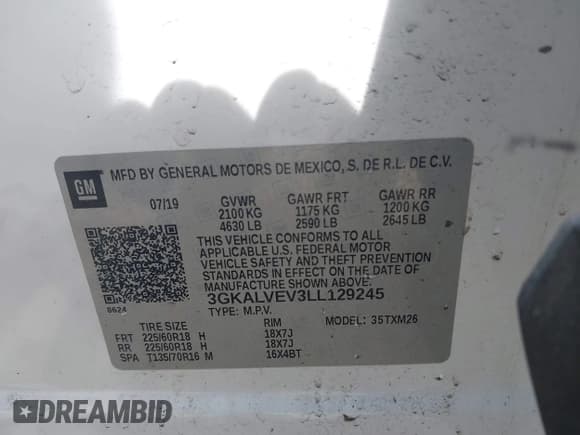 GM
MFD BY GENERAL MOTORS DE MEXICO, S. DE R.L. DE C.V.
07/19 GVWR GAWR FRT GAWR RR
2100 KG 1175 KG 1200 KG
4630 LB 2590 LB 2645 LB
THIS VEHICLE CONFORMS TO ALL
APPLICABLE U.S. FEDERAL MOTOR
VEHICLE SAFETY AND THEFT PREVENTION
STANDARDS IN EFFECT ON THE DATE OF
MANUFACTURE SHOWN ABOVE.
8624 3GKALVEV3LL129245
TYPE: M.P.V. MODEL: 35TXM26
TIRE SIZE RIM
FRT 225/60R18 H 18X7J
RR 225/60R18 H 18X7J
SPA T135/70R16 M 16X4BT
DREAMBID